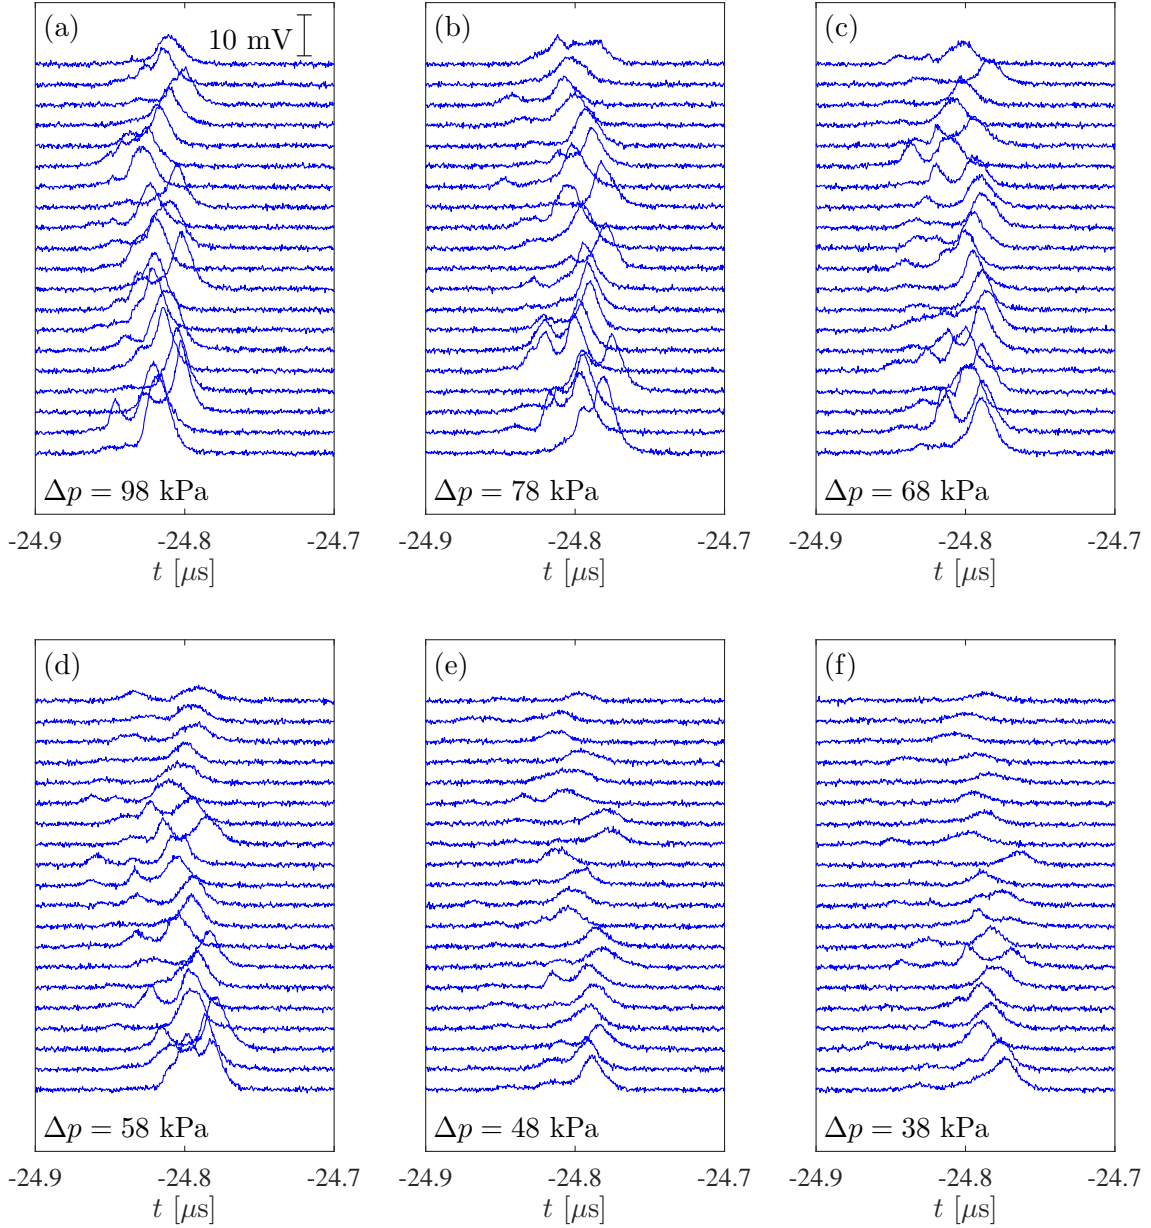 (a) 10 mV (b) (c)
Δp = 98 kPa Δp = 78 kPa Δp = 68 kPa
-24.9 -24.8 -24.7 -24.9 -24.8 -24.7 -24.9 -24.8 -24.7
t [μs] t [μs] t [μs]
(d) (e) (f)
Δp = 58 kPa Δp = 48 kPa Δp = 38 kPa
-24.9 -24.8 -24.7 -24.9 -24.8 -24.7 -24.9 -24.8 -24.7
t [μs] t [μs] t [μs]